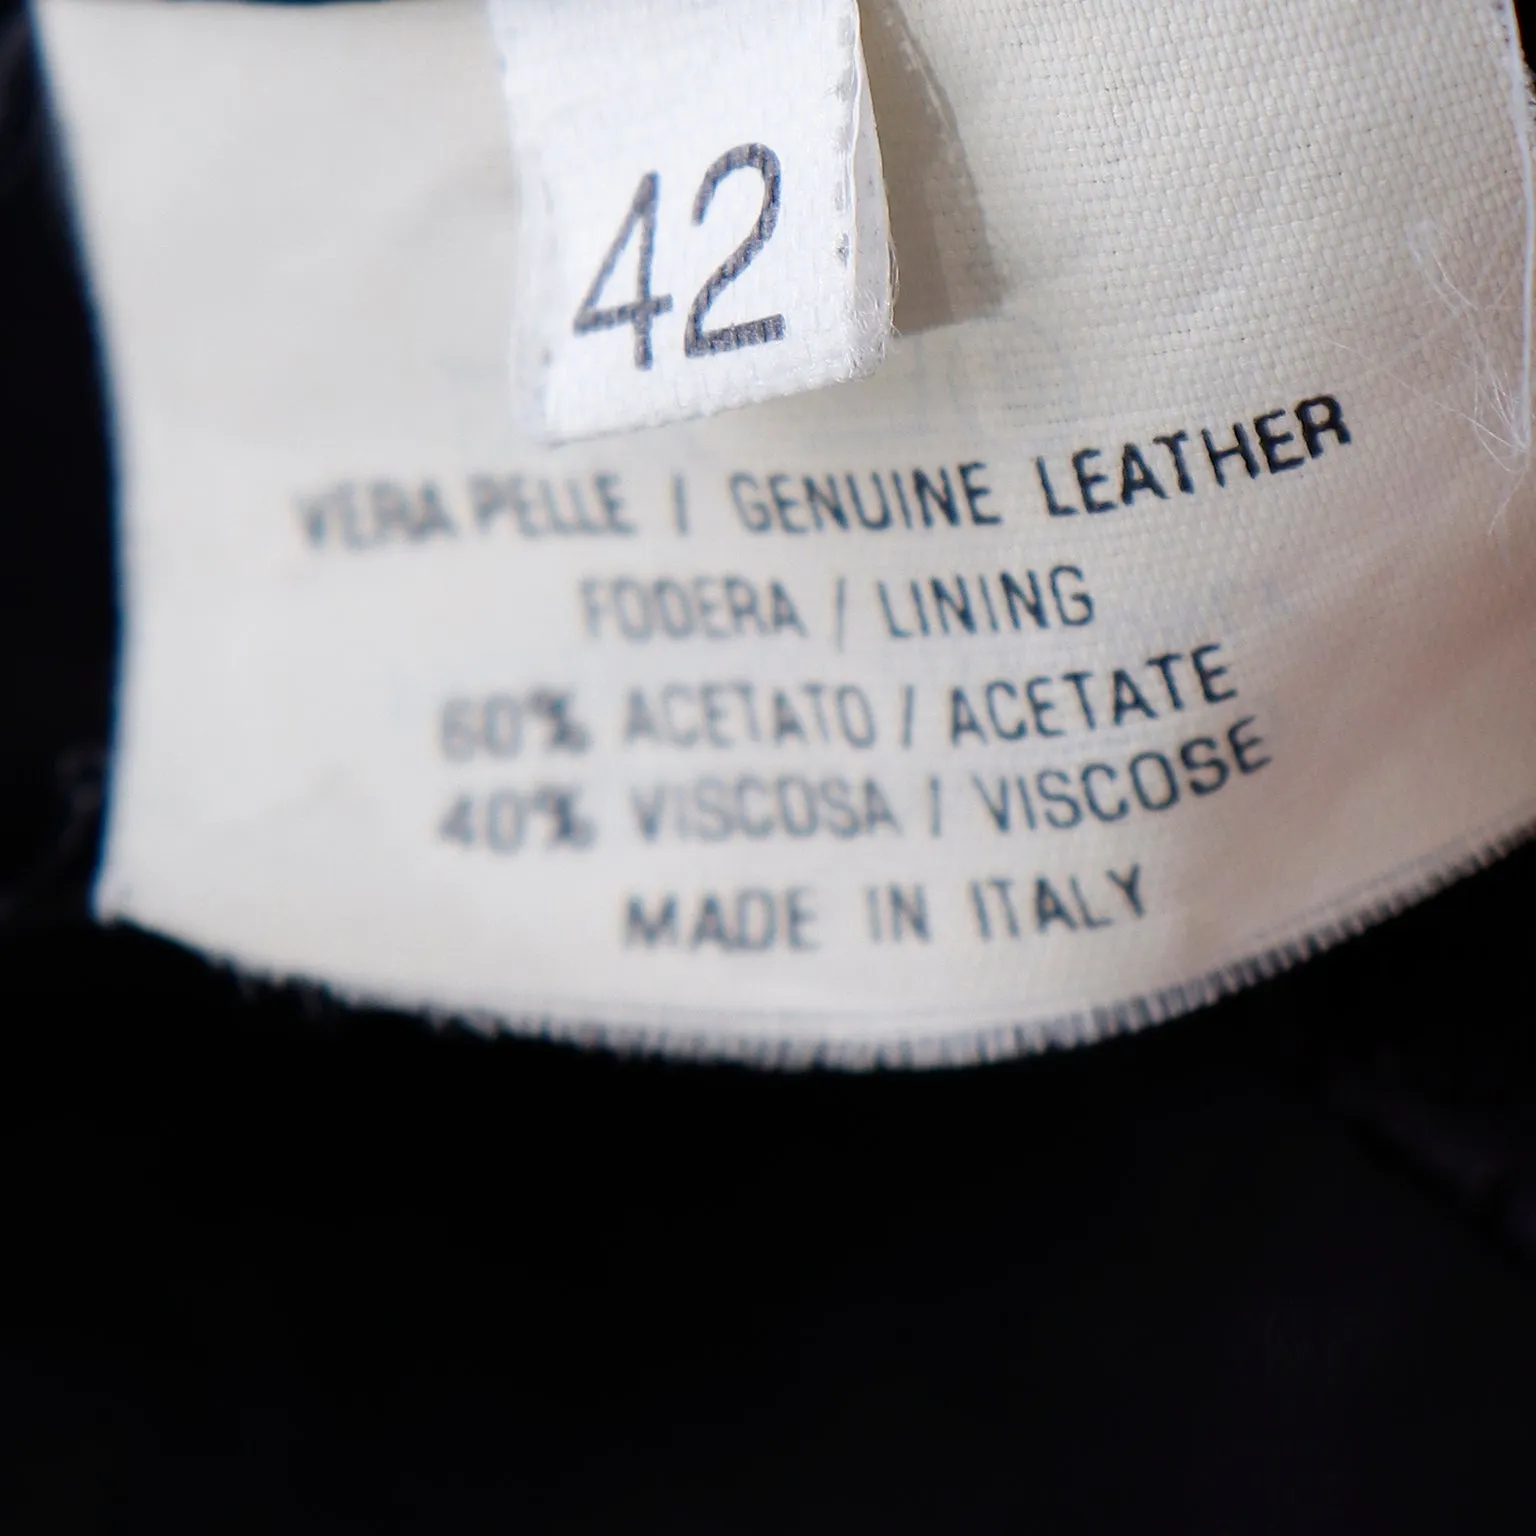 42
VERA PELLE / GENUINE LEATHER
FODERA / LINING
60% ACETATO / ACETATE
40% VISCOSA / VISCOSE
MADE IN ITALY